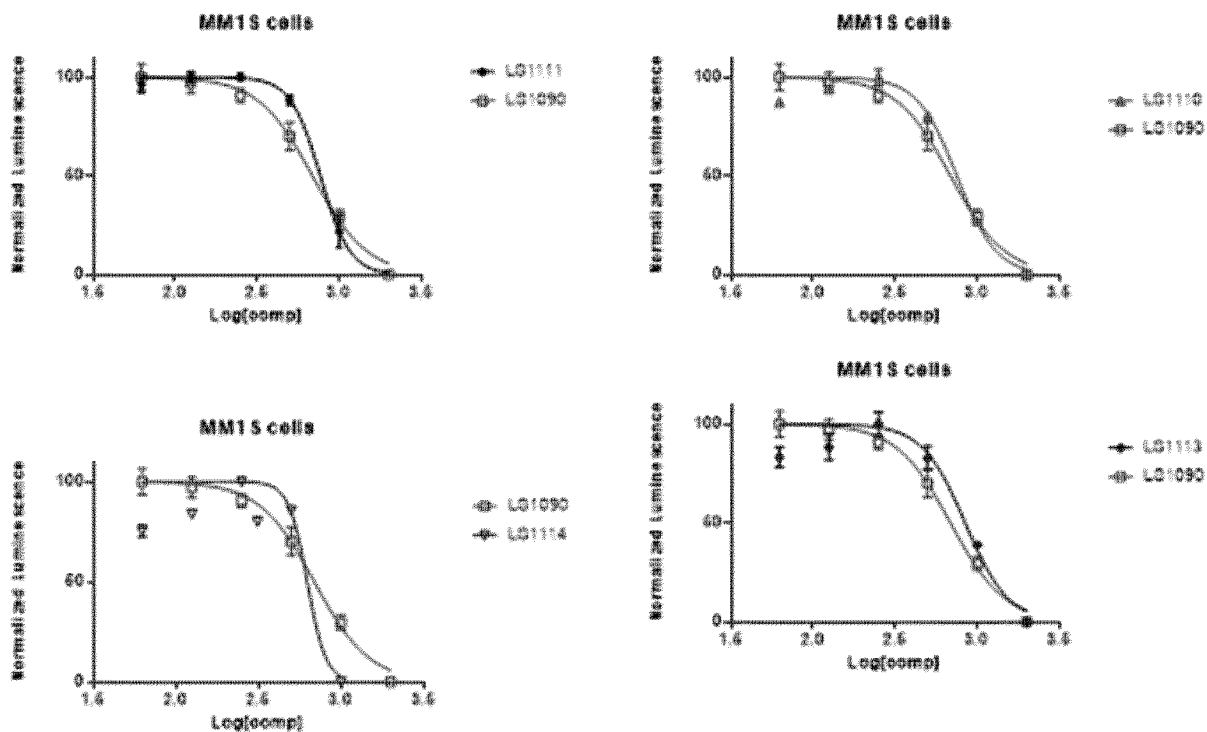 MM1S cells
Normalized Luminescence
100
50
0
1.5 2.0 2.5 3.0 3.5
Log[comp]
LG1111
LG1090
MM1S cells
Normalized Luminescence
100
50
0
1.5 2.0 2.5 3.0 3.5
Log[comp]
LG1110
LG1090
MM1S cells
Normalized Luminescence
100
50
0
1.5 2.0 2.5 3.0 3.5
Log[comp]
LG1090
LG1114
MM1S cells
Normalized Luminescence
100
50
0
1.5 2.0 2.5 3.0 3.5
Log[comp]
LG1113
LG1090